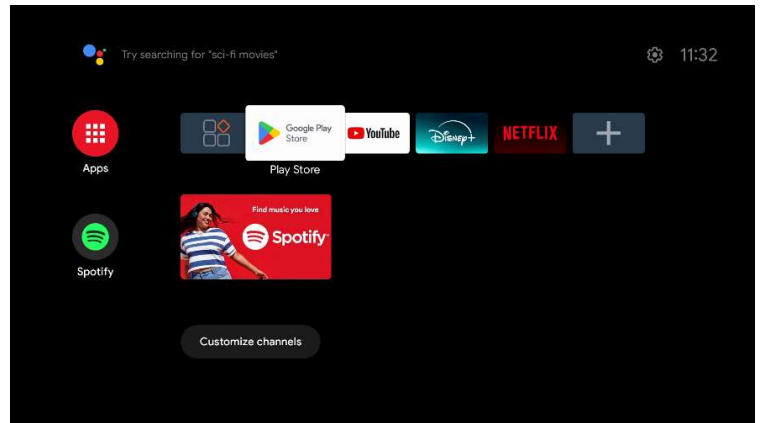 Try searching for "sci-fi movies"
11:32
Apps
Google Play
Store
YouTube
Disney+
NETFLIX
Play Store
Spotify
Find music you love
Spotify
Customize channels